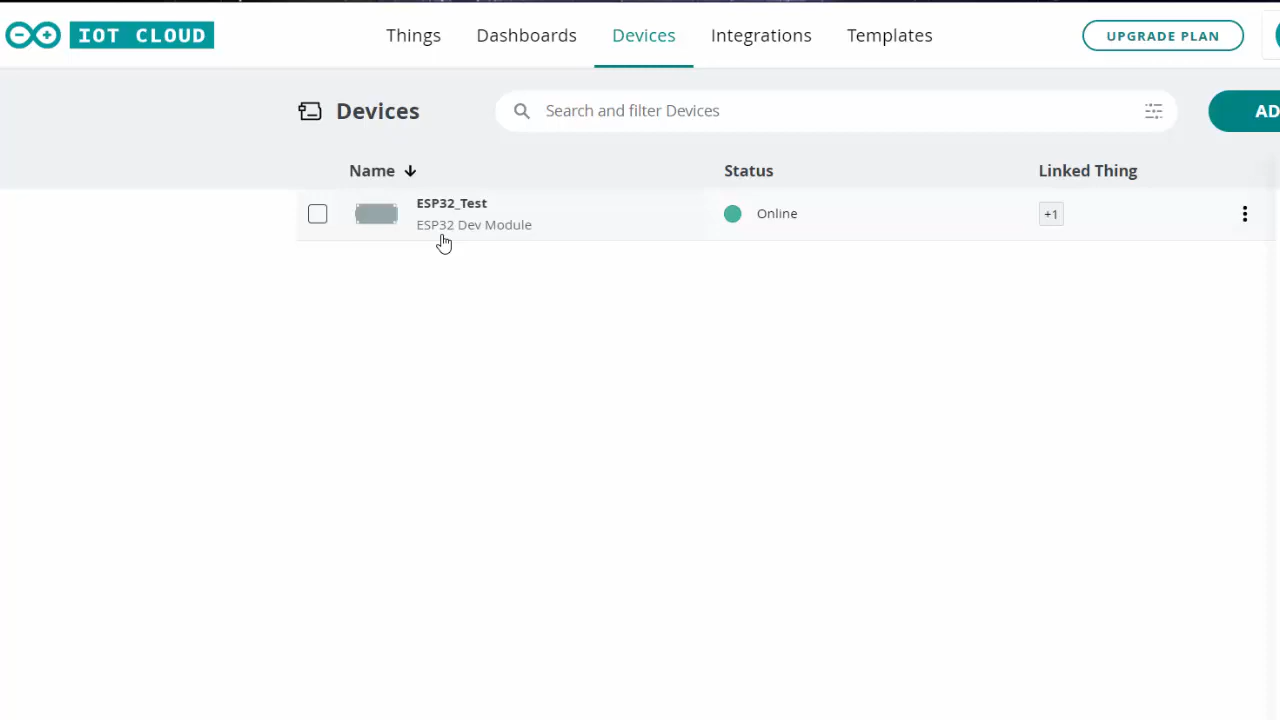 IOT CLOUD
Things Dashboards Devices Integrations Templates UPGRADE PLAN
Devices Search and filter Devices AD
Name Status Linked Thing
ESP32_Test
ESP32 Dev Module Online +1